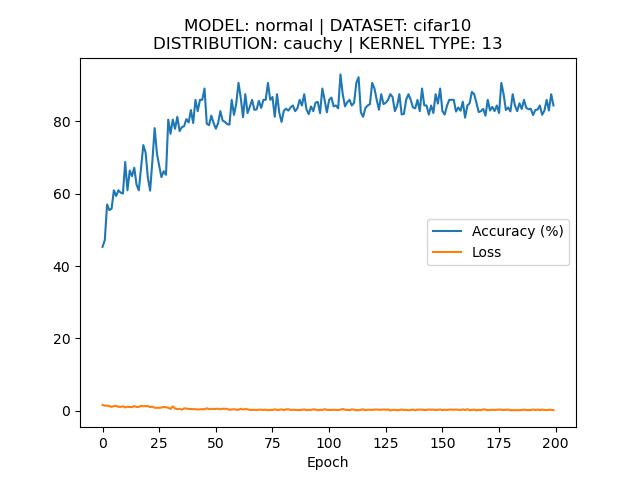 MODEL: normal | DATASET: cifar10
DISTRIBUTION: cauchy | KERNEL TYPE: 13
80
60
40
20
0
Accuracy (%)
Loss
0 25 50 75 100 125 150 175 200
Epoch